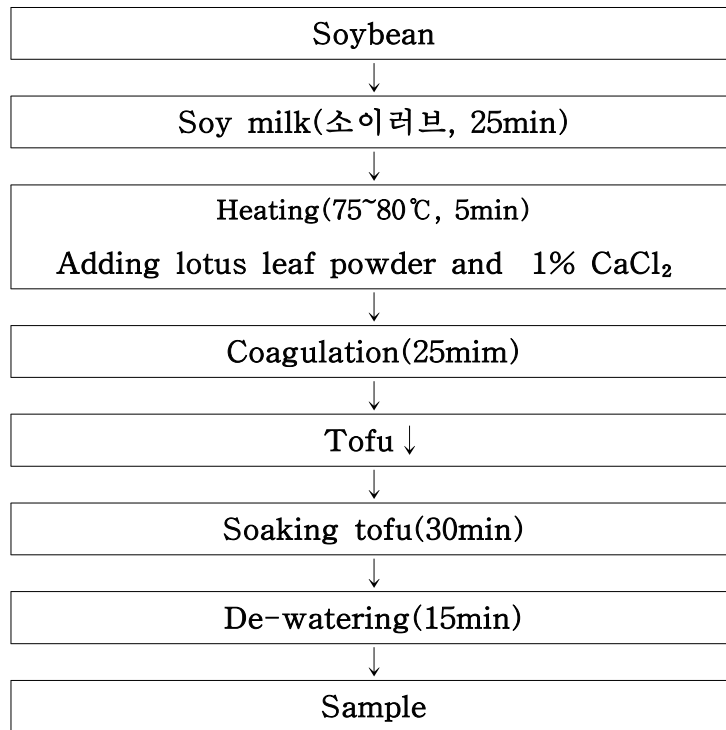 Soybean
Soy milk(소이러브, 25min)
Heating(75~80℃, 5min)
Adding lotus leaf powder and 1% CaCl₂
Coagulation(25mim)
Tofu↓
Soaking tofu(30min)
De-watering(15min)
Sample